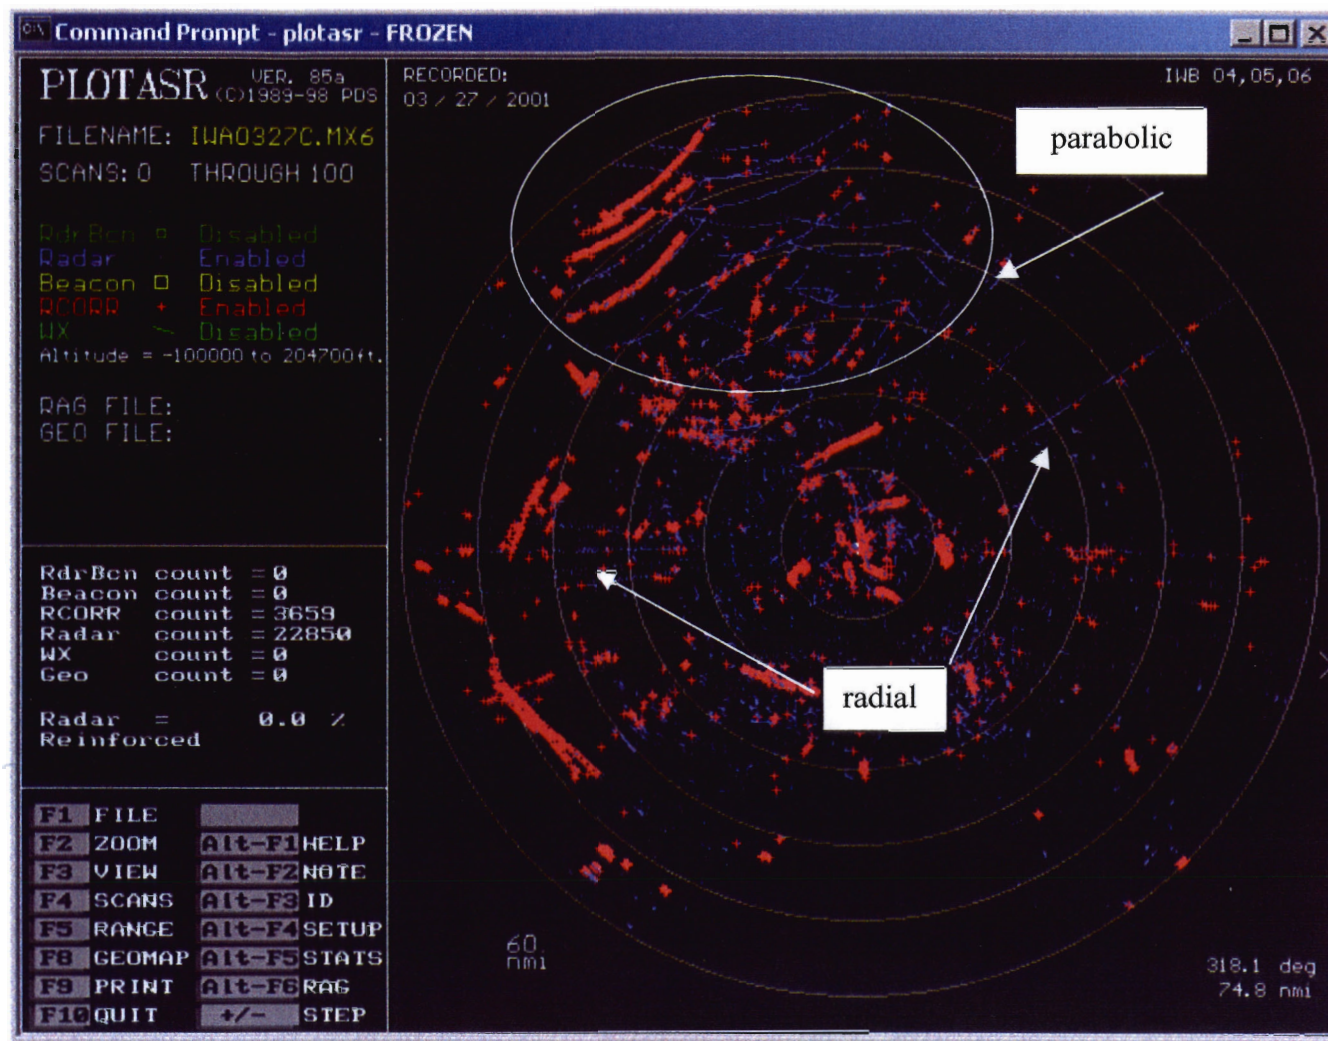 Command Prompt - plotasr - FROZEN
PLOTASR VER. 85a
(C)1989-98 PDS
FILENAME: IWA0327C.MX6
SCANS: 0 THROUGH 100
RdrBcn Disabled
Radar Enabled
Beacon Disabled
RCORR + Enabled
WX Disabled
Altitude = -100000 to 204700ft.
RAG FILE:
GEO FILE:
RdrBcn count =0
Beacon count =0
RCORR count =3659
Radar count =22850
WX count =0
Geo count =0
Radar = 0.0 %
Reinforced
F1 FILE
F2 ZOOM Alt-F1 HELP
F3 VIEW Alt-F2 NOTE
F4 SCANS Alt-F3 ID
F5 RANGE Alt-F4 SETUP
F8 GEOMAP Alt-F5 STATS
F9 PRINT Alt-F6 RAG
F10 QUIT +/- STEP
RECORDED:
03 / 27 / 2001
IWB 04,05,06
parabolic
radial
60.
nmi
318.1 deg
74.8 nmi